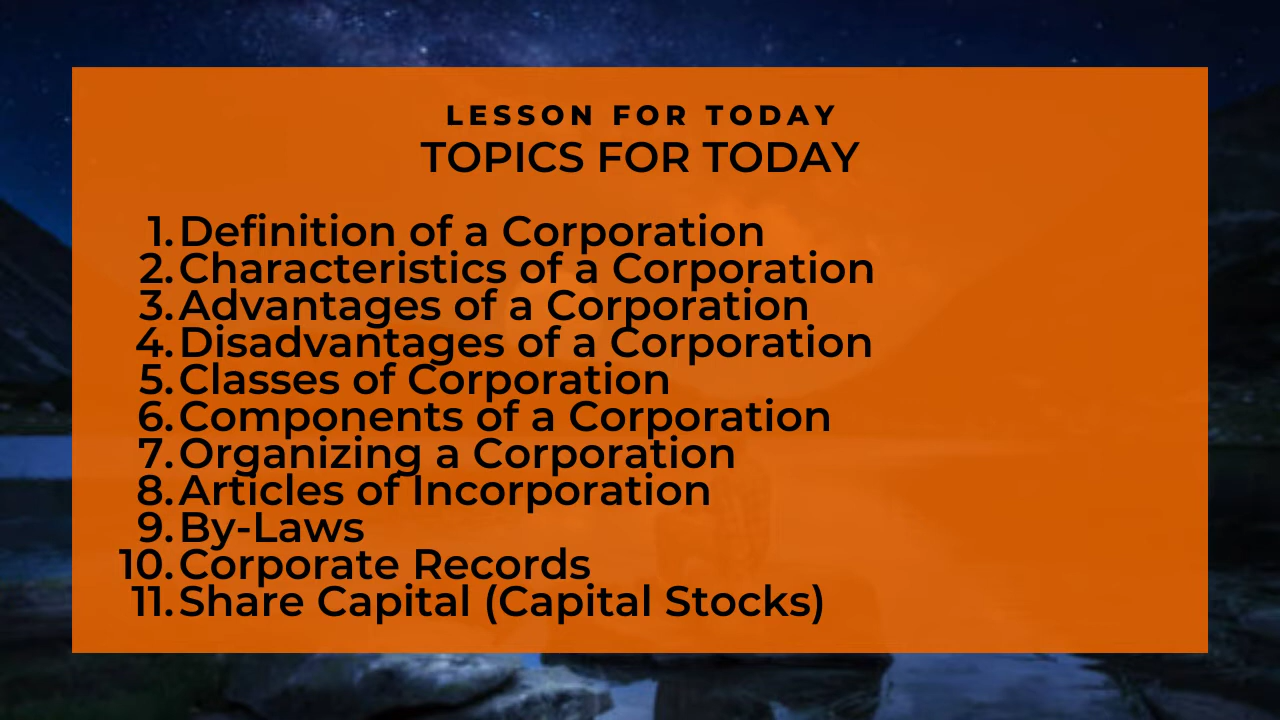 LESSON FOR TODAY
TOPICS FOR TODAY
1. Definition of a Corporation
2. Characteristics of a Corporation
3. Advantages of a Corporation
4. Disadvantages of a Corporation
5. Classes of Corporation
6. Components of a Corporation
7. Organizing a Corporation
8. Articles of Incorporation
9. By-Laws
10. Corporate Records
11. Share Capital (Capital Stocks)